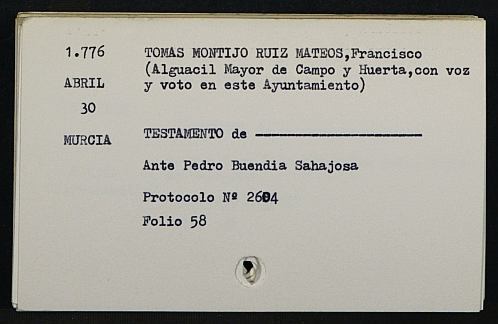 1.776
TOMAS MONTIJO RUIZ MATEOS,Francisco
(Alguacil Mayor de Campo y Huerta,con voz
y voto en este Ayuntamiento)
ABRIL
30
MURCIA
TESTAMENTO de ---------------------
Ante Pedro Buendia Sahajosa
Protocolo Nº 2604
Folio 58